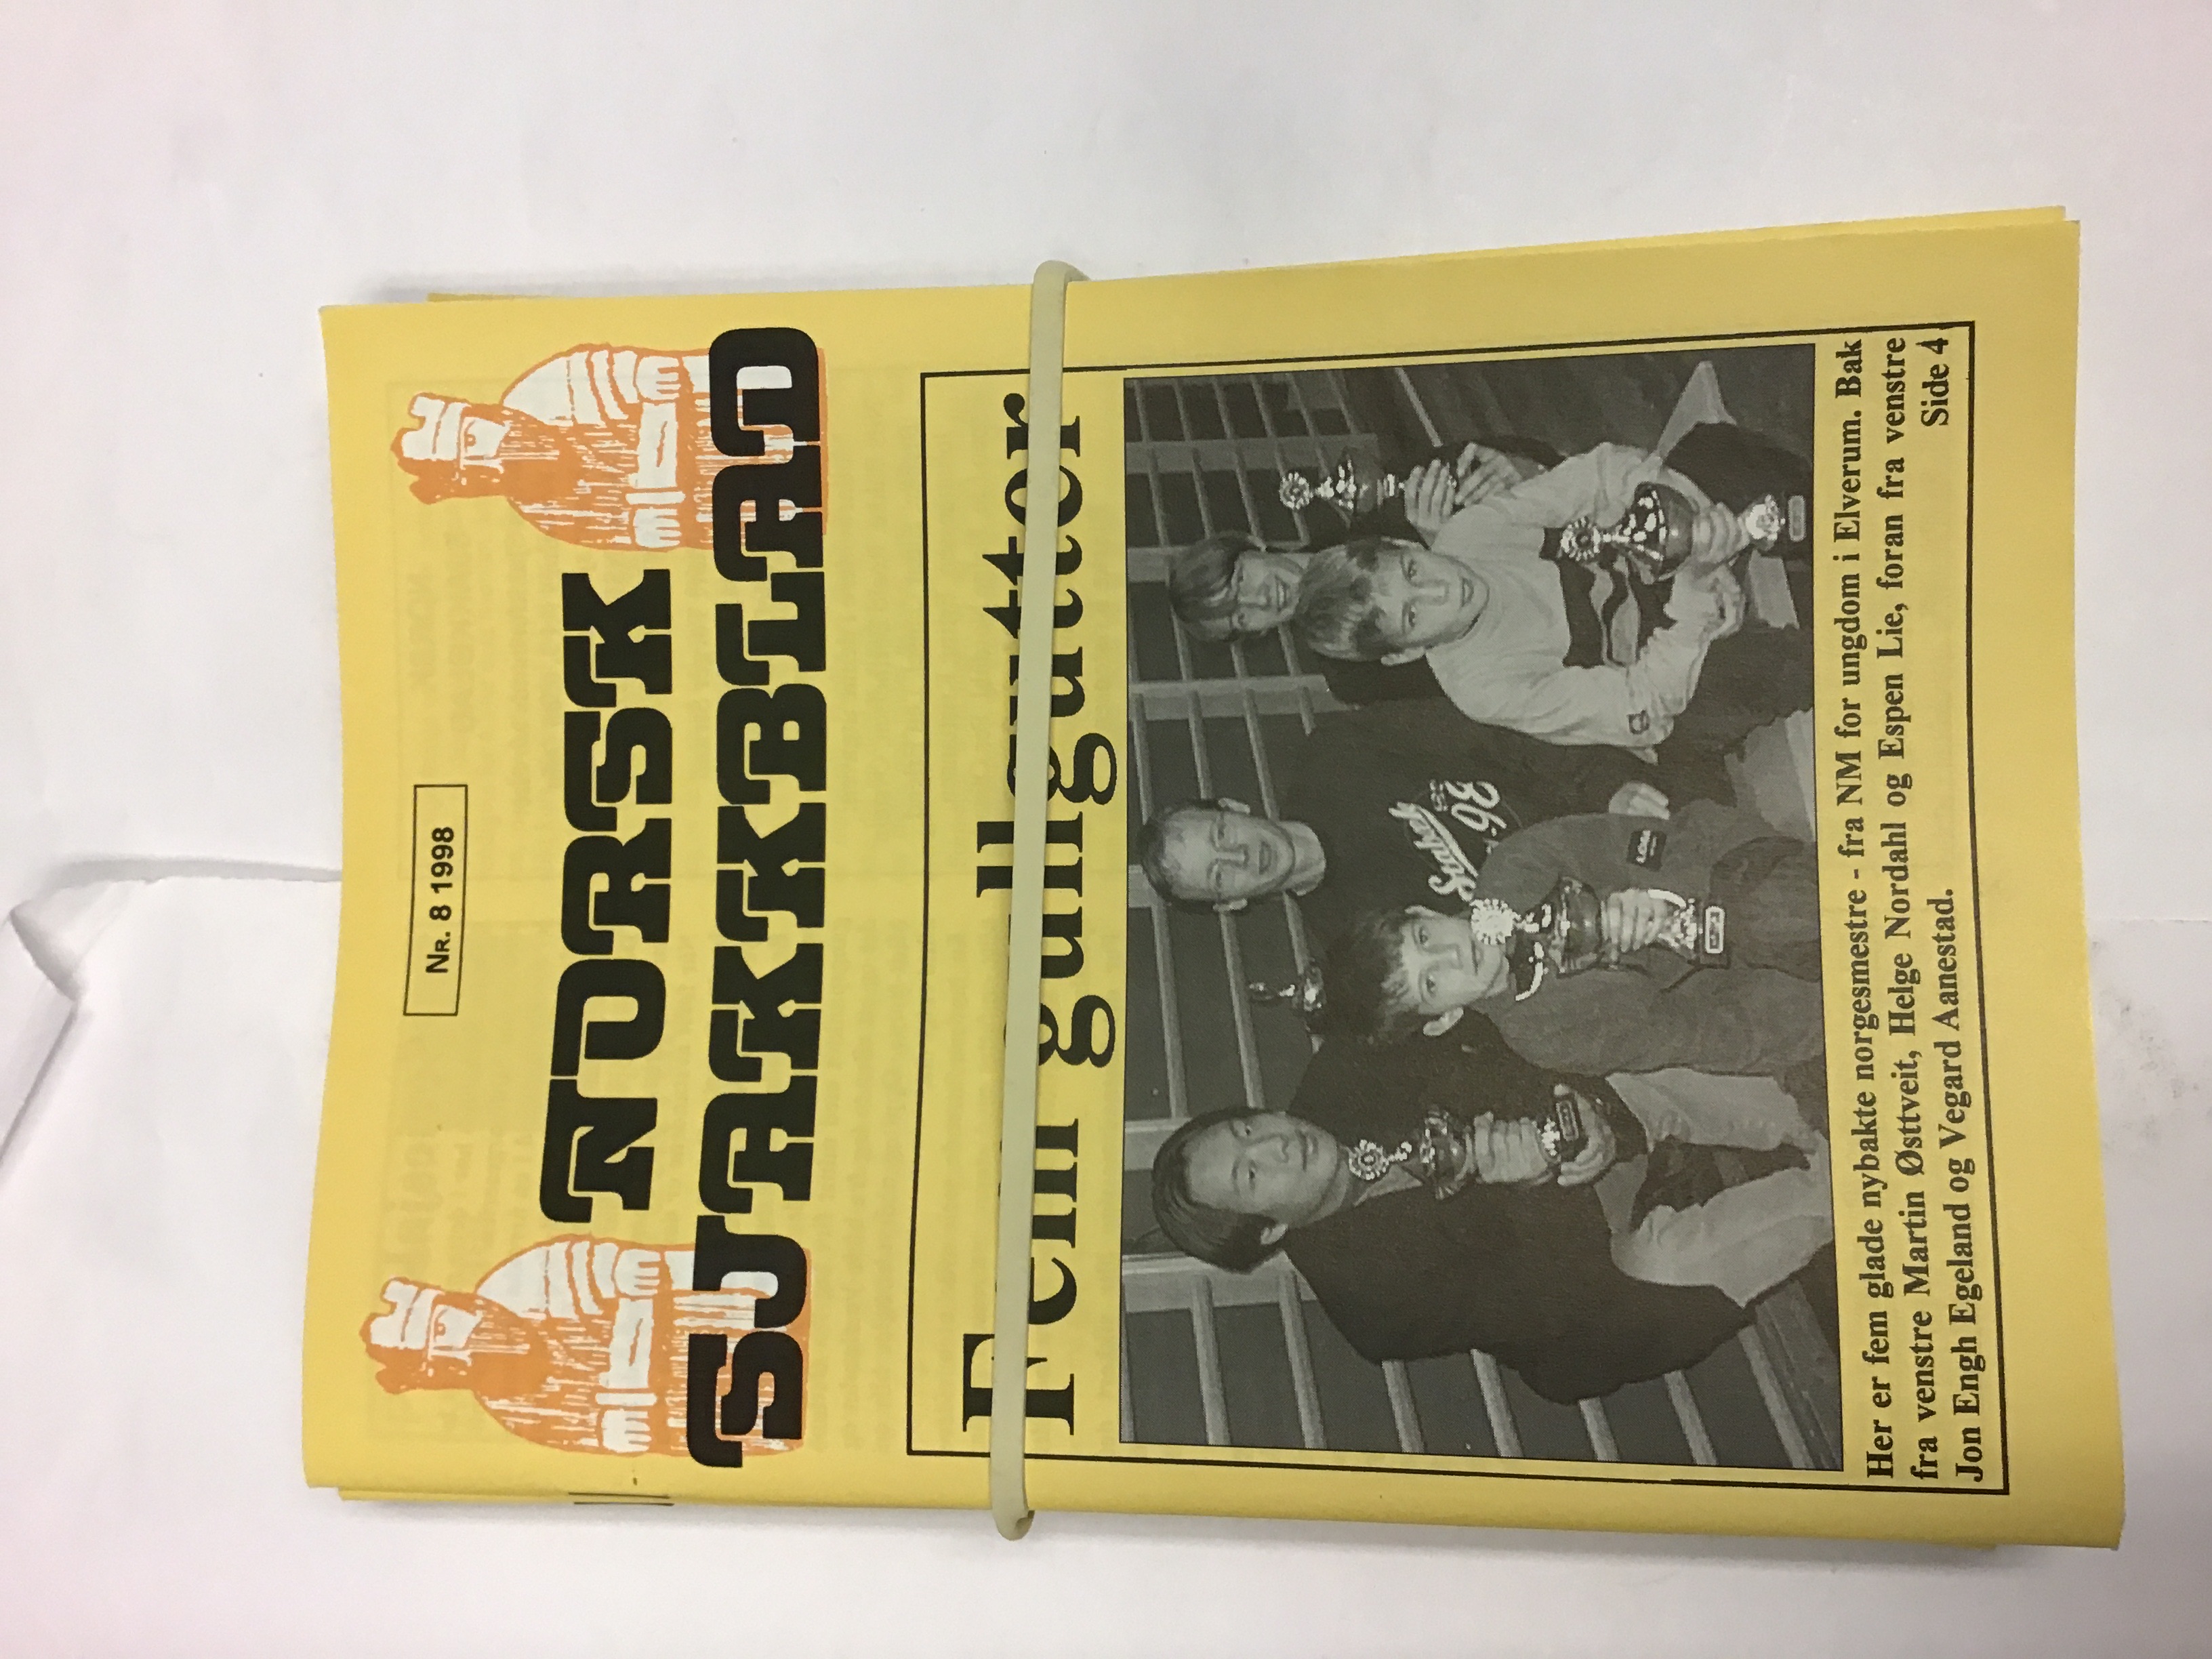 NR. 8 1998
NORSK
SJAKKBLAD
Fem gullgutter
Her er fem glade nybakte norgesmestre - fra NM for ungdom i Elverum. Bak
fra venstre Martin Østtveit, Helge Nordahl og Espen Lie, foran fra venstre
Jon Engh Egeland og Vegard Aanestad.
Side 4